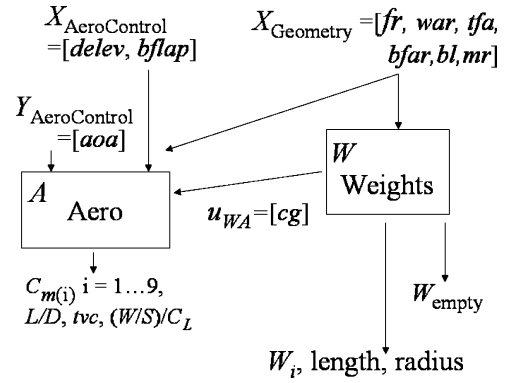 X_AeroControl
=[delev, bflap]
X_Geometry =[fr, war, tfa,
bfar,bl,mr]
Y_AeroControl
=[aoa]
A
Aero
W
Weights
u_WA=[cg]
C_m(i) i = 1…9,
L/D, tvc, (W/S)/C_L
W_empty
W_i, length, radius